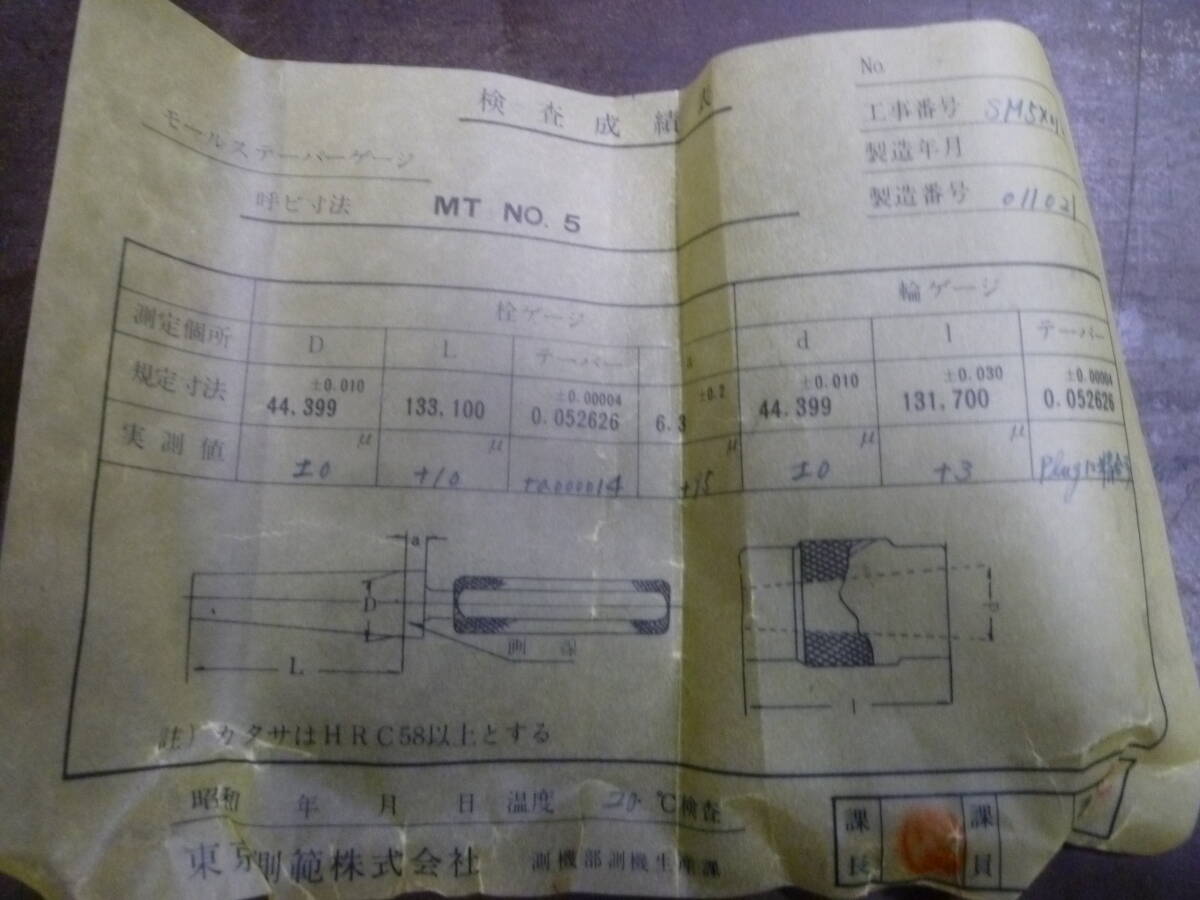 No.
検査成績表
工事番号
モールステーパーゲージ
製造年月
呼ビ寸法 MT NO. 5
製造番号 011021
測定個所 栓ゲージ 輪ゲージ
D L テーパー a d l テーパー
規定寸法 44.399 ±0.010 133.100 0.052626 ±0.00004 6.3 ±0.2 44.399 ±0.010 131.700 ±0.030 0.052626 ±0.00004
実測値 μ μ μ μ μ
±0 +10 +0.000014 +15 ±0 +3 Plug
a
D
d
L
l
註) カタサはHRC58以上とする
昭和 年 月 日 温度 20 ℃検査
課長 課員
東京測範株式会社 測機部測機生産課